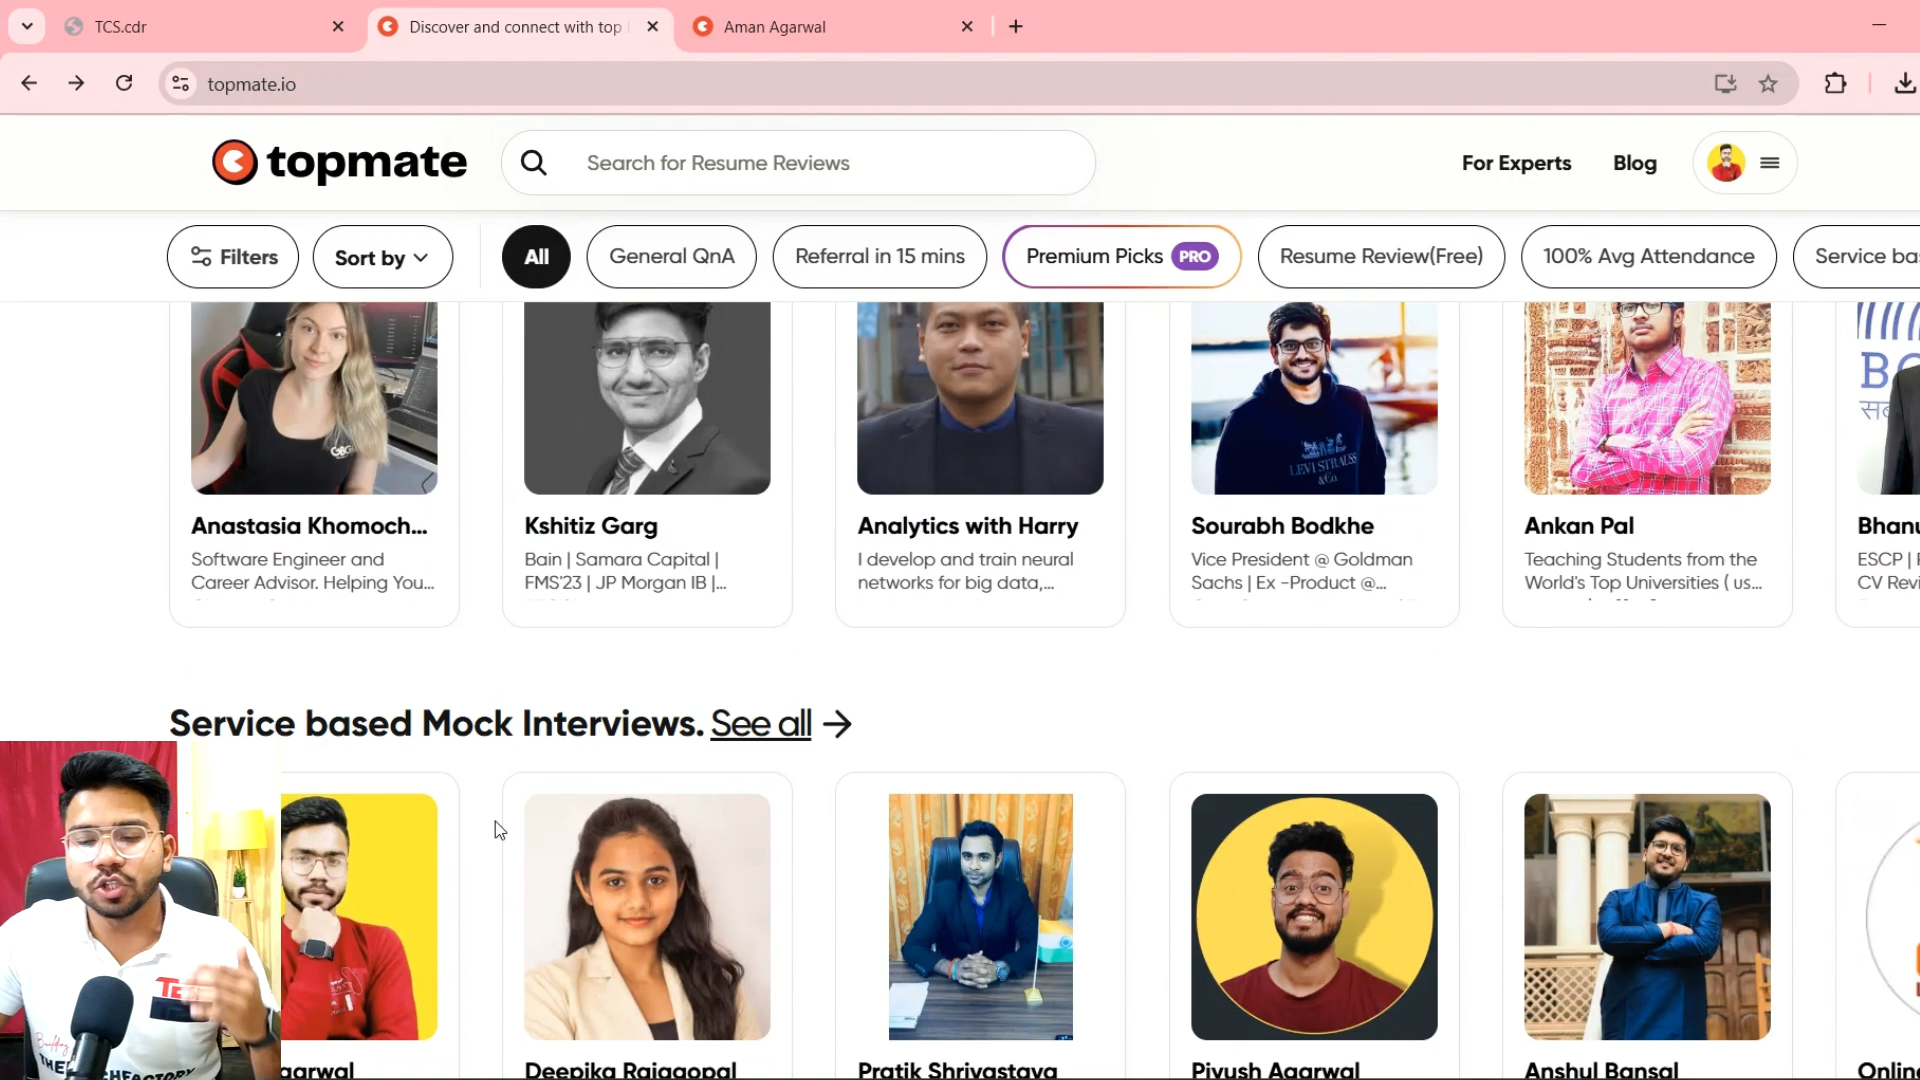 TCS.cdr
Discover and connect with top
Aman Agarwal
topmate.io
topmate
Search for Resume Reviews
For Experts
Blog
Filters
Sort by
All
General QnA
Referral in 15 mins
Premium Picks PRO
Resume Review(Free)
100% Avg Attendance
Service ba
LEVI STRAUSS
&Co.
Anastasia Khomoch...
Software Engineer and
Career Advisor. Helping You...
Kshitiz Garg
Bain | Samara Capital |
FMS'23 | JP Morgan IB |...
Analytics with Harry
I develop and train neural
networks for big data,...
Sourabh Bodkhe
Vice President @ Goldman
Sachs | Ex -Product @...
Ankan Pal
Teaching Students from the
World's Top Universities ( us...
Bhanu
ESCP |
CV Revi
Service based Mock Interviews. See all
garwal
Deepika Rajagopal
Pratik Shrivastava
Piyush Agarwal
Anshul Bansal
Online